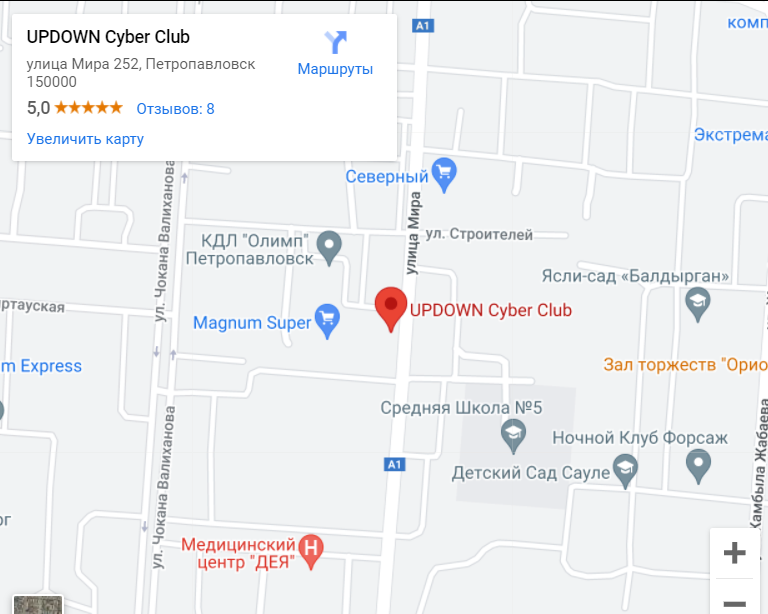 UPDOWN Cyber Club
улица Мира 252, Петропавловск
150000
5,0
Отзывов: 8
Маршруты
Увеличить карту
A1
комп
Экстрема
Северный
ул. Чокана Валиханова
улица Мира
ул. Строителей
КДЛ "Олимп"
Петропавловск
Ясли-сад «Балдырган»
ртауская
UPDOWN Cyber Club
Magnum Super
m Express
Зал торжеств "Орио
Средняя Школа №5
Ночной Клуб Форсаж
ул. Чокана Валиханова
A1
Детский Сад Сауле
Жамбыла Жабаева
рг
Медицинский
центр "ДЕЯ"
H
+
−